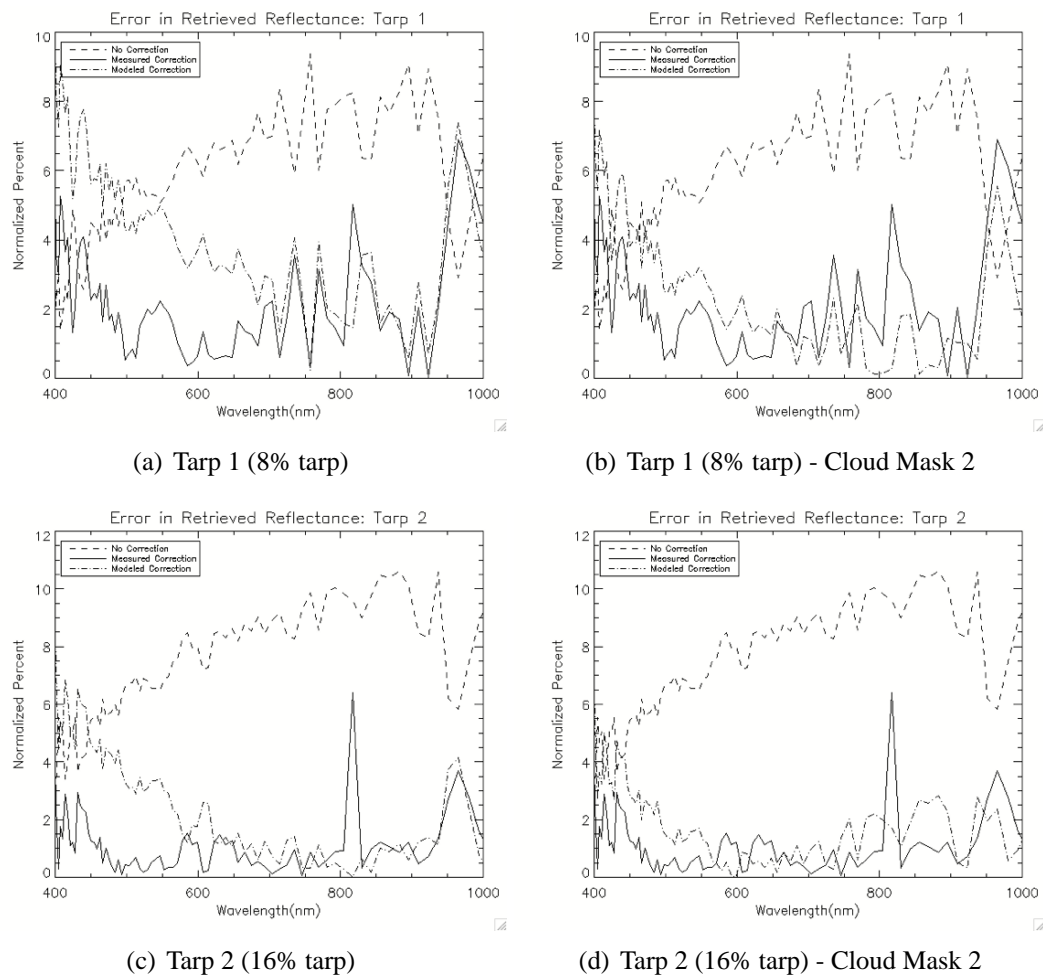 Error in Retrieved Reflectance: Tarp 1
No Correction
Measured Correction
Modeled Correction
Normalized Percent
10
8
6
4
2
0
400
600
800
1000
Wavelength(nm)
(a) Tarp 1 (8% tarp)
Error in Retrieved Reflectance: Tarp 1
No Correction
Measured Correction
Modeled Correction
Normalized Percent
10
8
6
4
2
0
400
600
800
1000
Wavelength(nm)
(b) Tarp 1 (8% tarp) - Cloud Mask 2
Error in Retrieved Reflectance: Tarp 2
No Correction
Measured Correction
Modeled Correction
Normalized Percent
12
10
8
6
4
2
0
400
600
800
1000
Wavelength(nm)
(c) Tarp 2 (16% tarp)
Error in Retrieved Reflectance: Tarp 2
No Correction
Measured Correction
Modeled Correction
Normalized Percent
12
10
8
6
4
2
0
400
600
800
1000
Wavelength(nm)
(d) Tarp 2 (16% tarp) - Cloud Mask 2